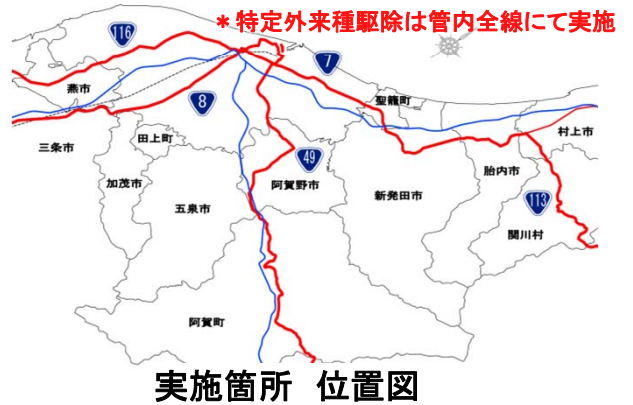 ＊特定外来種駆除は管内全線にて実施
116
7
燕市
8
聖籠町
三条市
田上町
村上市
49
加茂市
阿賀野市
新発田市
胎内市
五泉市
113
関川村
阿賀町
実施箇所　位置図